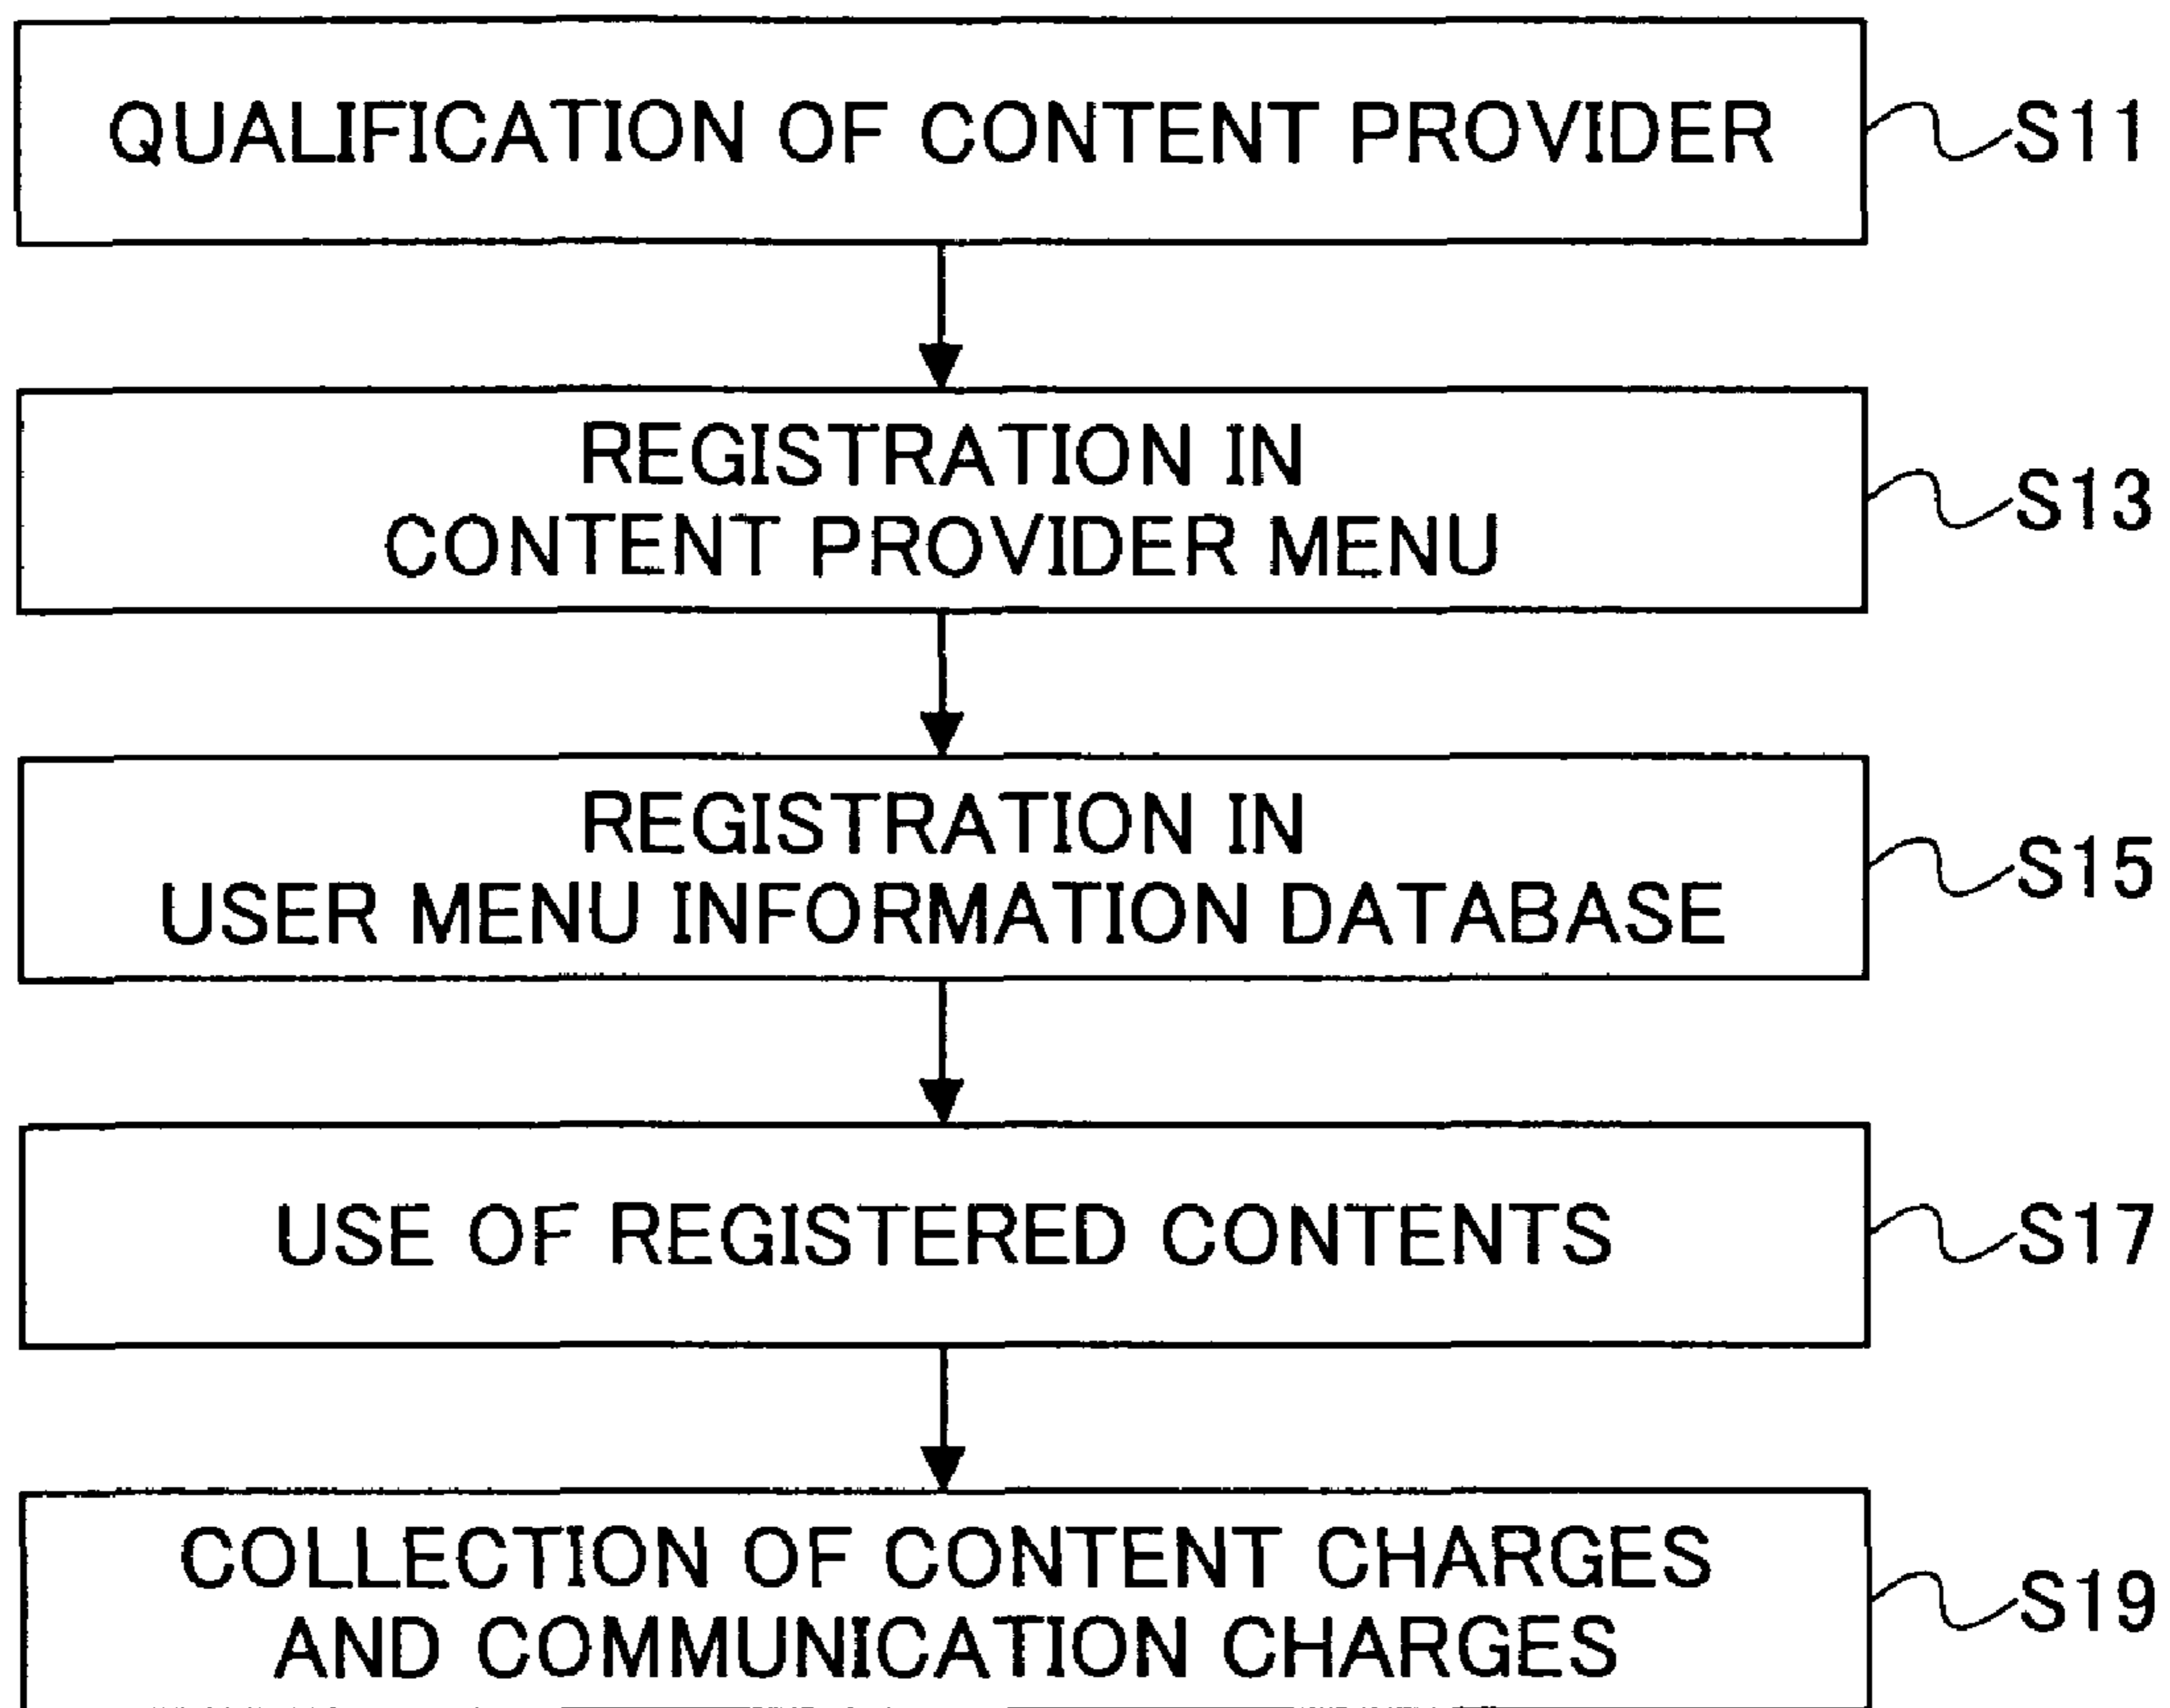 QUALIFICATION OF CONTENT PROVIDER
S11
REGISTRATION IN
CONTENT PROVIDER MENU
S13
REGISTRATION IN
USER MENU INFORMATION DATABASE
S15
USE OF REGISTERED CONTENTS
S17
COLLECTION OF CONTENT CHARGES
AND COMMUNICATION CHARGES
S19